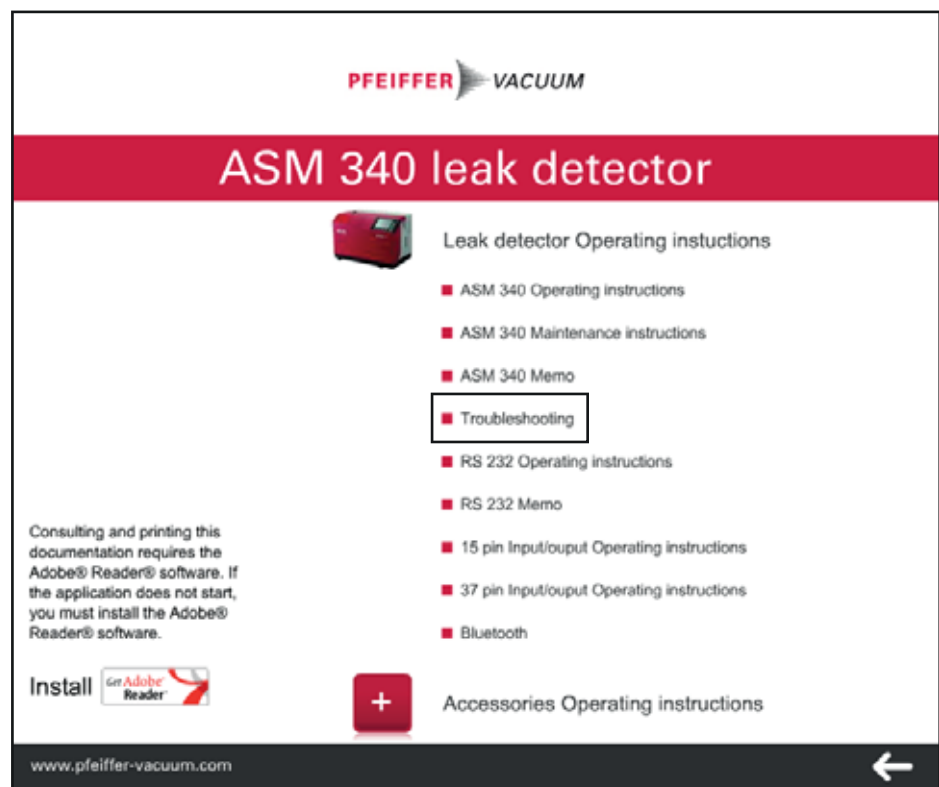 PFEIFFER VACUUM
ASM 340 leak detector
Leak detector Operating instuctions
ASM 340 Operating instructions
ASM 340 Maintenance instructions
ASM 340 Memo
Troubleshooting
RS 232 Operating instructions
RS 232 Memo
15 pin Input/ouput Operating instructions
37 pin Input/ouput Operating instructions
Bluetooth
Consulting and printing this
documentation requires the
Adobe® Reader® software. If
the application does not start,
you must install the Adobe®
Reader® software.
Install
Get Adobe®
Reader®
+
Accessories Operating instructions
www.pfeiffer-vacuum.com